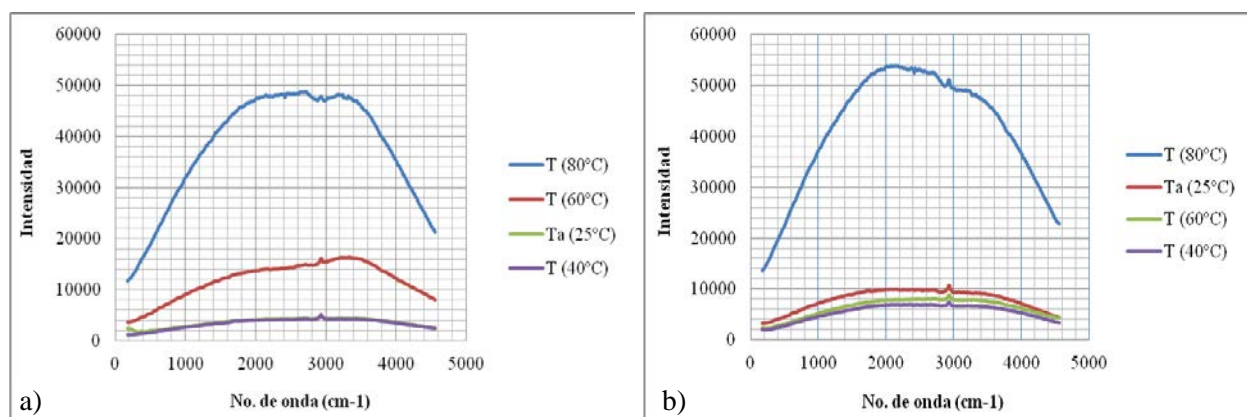 60000
50000
40000
30000
20000
10000
0
Intensidad
0 1000 2000 3000 4000 5000
No. de onda (cm-1)
T (80°C)
T (60°C)
Ta (25°C)
T (40°C)
a)
60000
50000
40000
30000
20000
10000
0
Intensidad
0 1000 2000 3000 4000 5000
No. de onda (cm-1)
T (80°C)
Ta (25°C)
T (60°C)
T (40°C)
b)